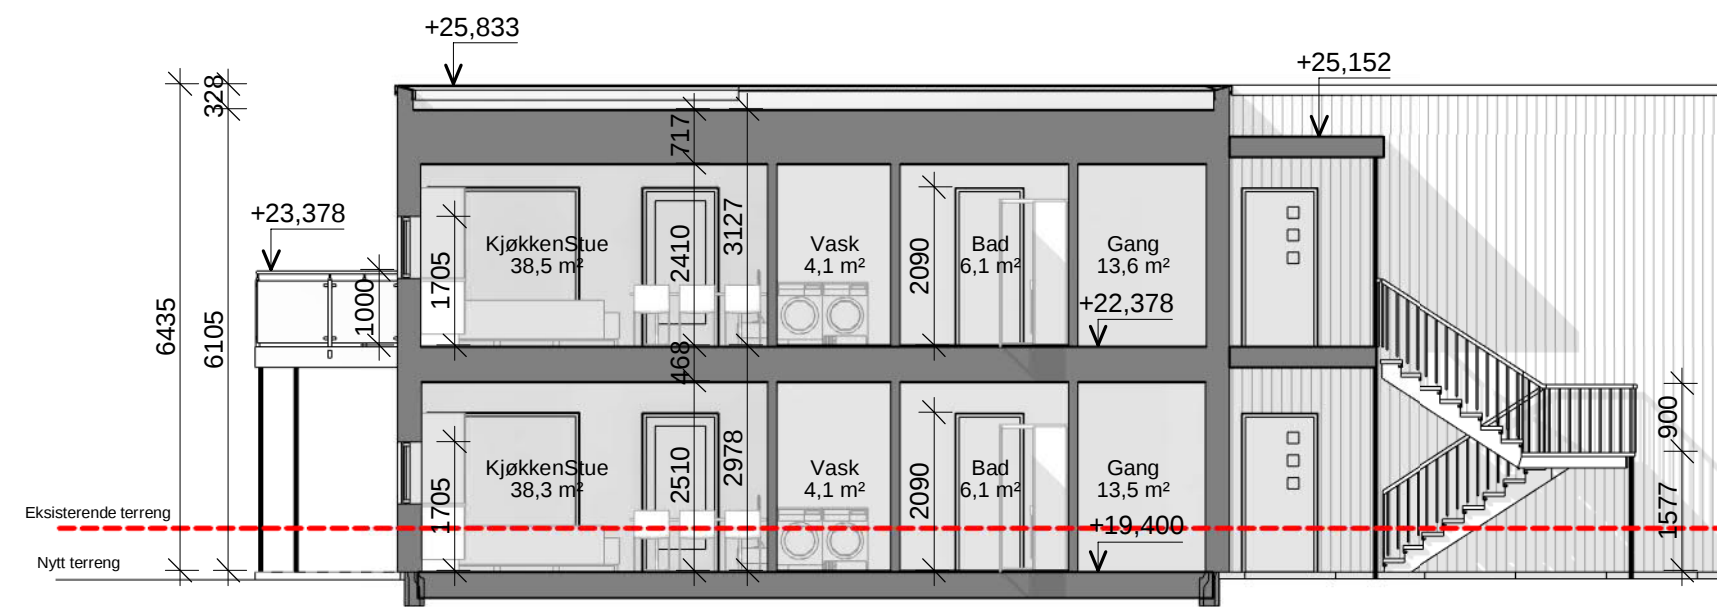 +25,833
+25,152
328
717
+23,378
3127
2410
KjøkkenStue
38,5 m²
Vask
4,1 m²
Bad
6,1 m²
Gang
13,6 m²
1705
2090
1000
+22,378
6435
6105
468
900
KjøkkenStue
38,3 m²
Vask
4,1 m²
Bad
6,1 m²
Gang
13,5 m²
2510
2978
1705
2090
1577
Eksisterende terreng
+19,400
Nytt terreng